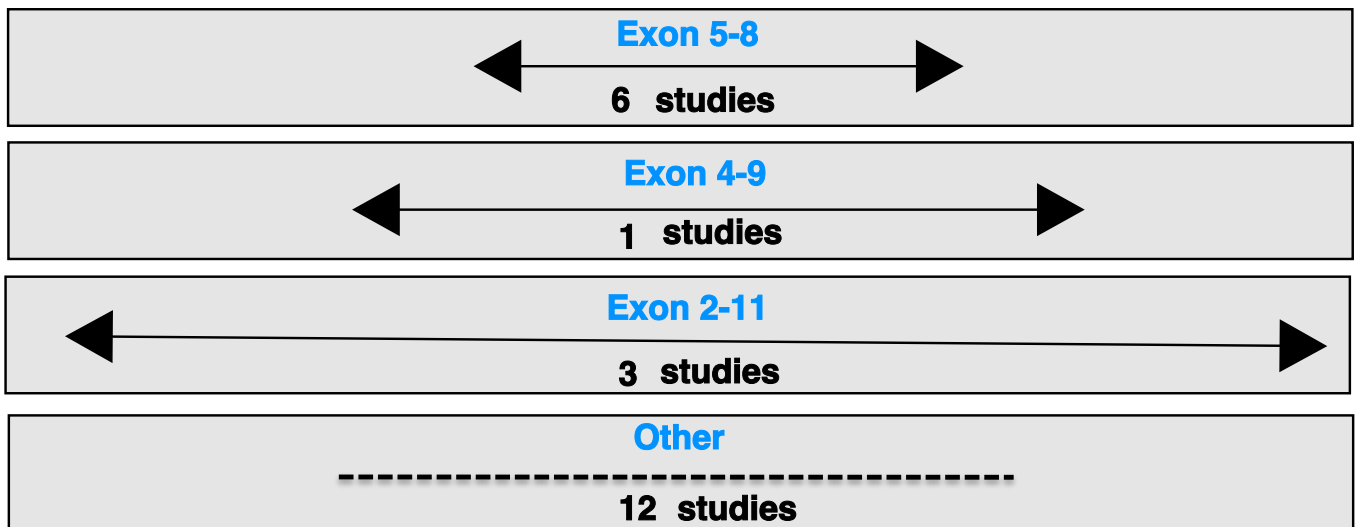 Exon 5-8
6 studies
Exon 4-9
1 studies
Exon 2-11
3 studies
Other
12 studies